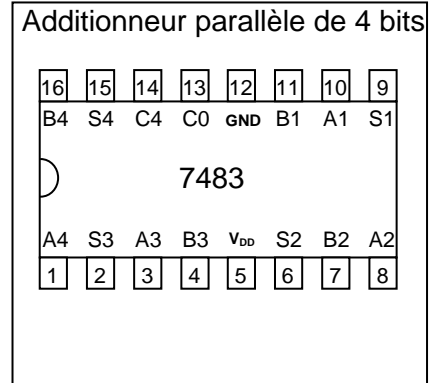 Additionneur parallèle de 4 bits
16 15 14 13 12 11 10 9
B4 S4 C4 C0 GND B1 A1 S1
7483
A4 S3 A3 B3 VDD S2 B2 A2
1 2 3 4 5 6 7 8